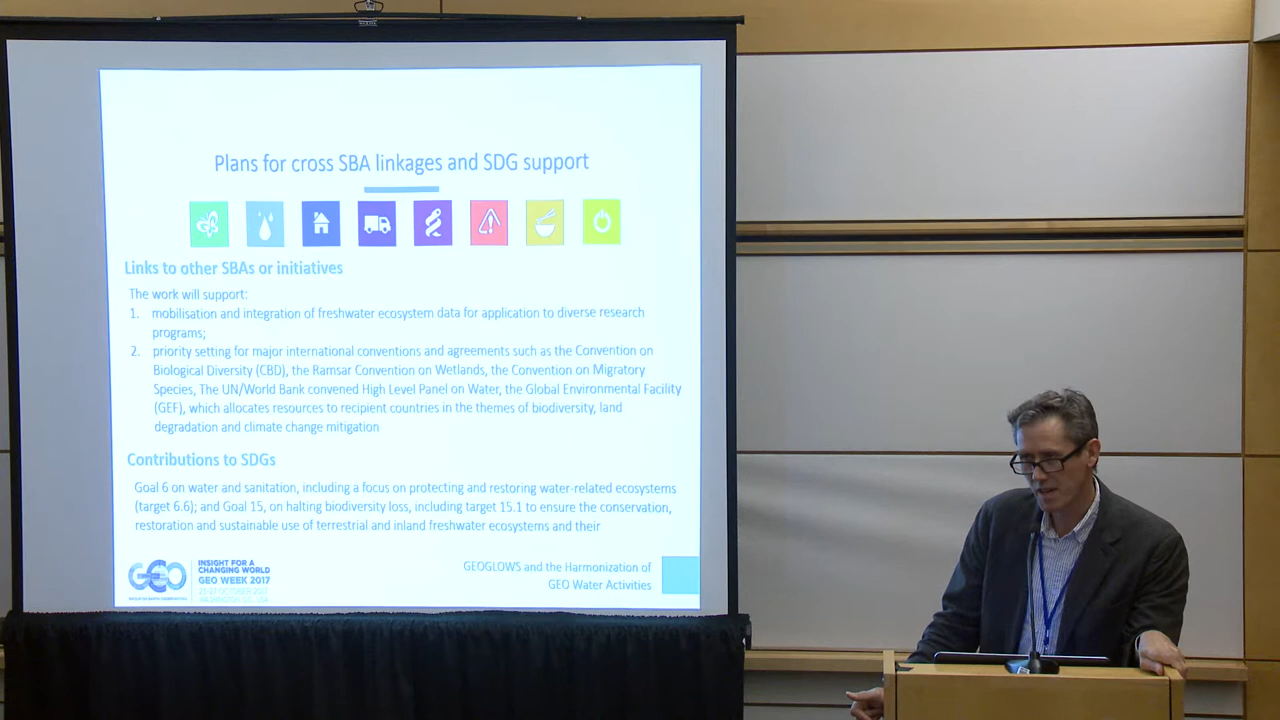 Plans for cross SBA linkages and SDG support
Links to other SBAs or initiatives
The work will support:
1. mobilisation and integration of freshwater ecosystem data for application to diverse research
programs;
2. priority setting for major international conventions and agreements such as the Convention on
Biological Diversity (CBD), the Ramsar Convention on Wetlands, the Convention on Migratory
Species, The UN/World Bank convened High Level Panel on Water, the Global Environmental Facility
(GEF), which allocates resources to recipient countries in the themes of biodiversity, land
degradation and climate change mitigation
Contributions to SDGs
Goal 6 on water and sanitation, including a focus on protecting and restoring water-related ecosystems
(target 6.6); and Goal 15, on halting biodiversity loss, including target 15.1 to ensure the conservation,
restoration and sustainable use of terrestrial and inland freshwater ecosystems and their
GEO
INSIGHT FOR A
CHANGING WORLD
GEO WEEK 2017
23-27 OCTOBER 2017
WASHINGTON, D.C., USA
GEOGLOWS and the Harmonization of
GEO Water Activities